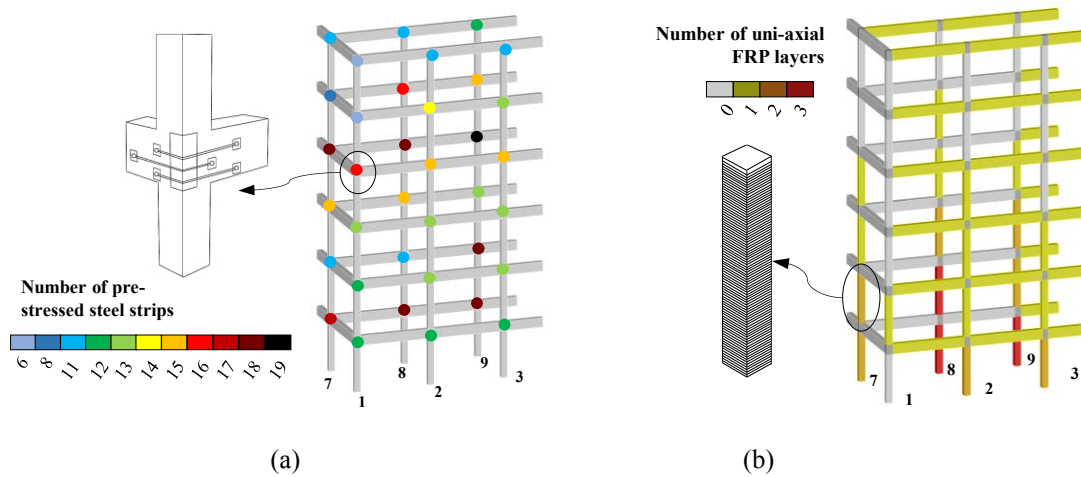 Number of pre-
stressed steel strips
6 8 11 12 13 14 15 16 17 18 19
7 8 9
1 2 3
(a)
Number of uni-axial
FRP layers
0 1 2 3
7 8 9
1 2 3
(b)